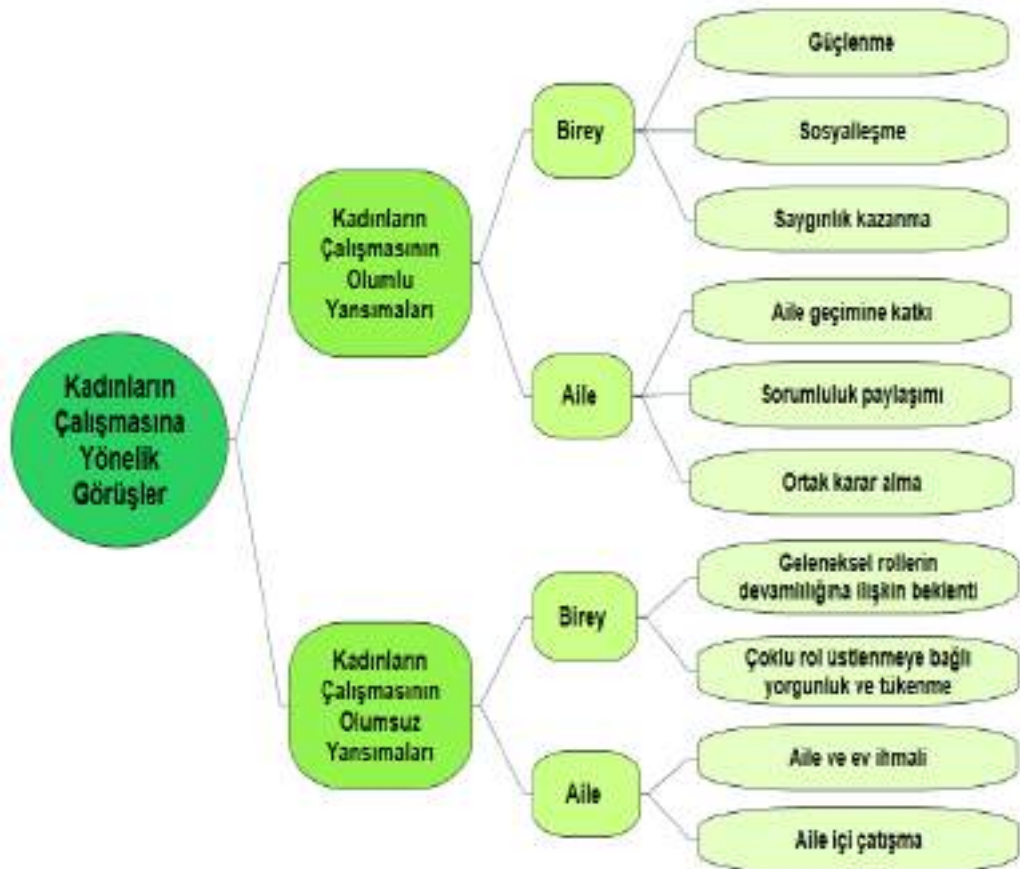 Kadınların
Çalışmasına
Yönelik
Görüşler
Kadınların
Çalışmasının
Olumlu
Yansımaları
Birey
Güçlenme
Sosyalleşme
Saygınlık kazanma
Aile
Aile geçimine katkı
Sorumluluk paylaşımı
Ortak karar alma
Kadınların
Çalışmasının
Olumsuz
Yansımaları
Birey
Geleneksel rollerin
devamlılığına ilişkin beklenti
Çoklu rol üstlenmeye bağlı
yorgunluk ve tükenme
Aile
Aile ve ev ihmali
Aile içi çatışma